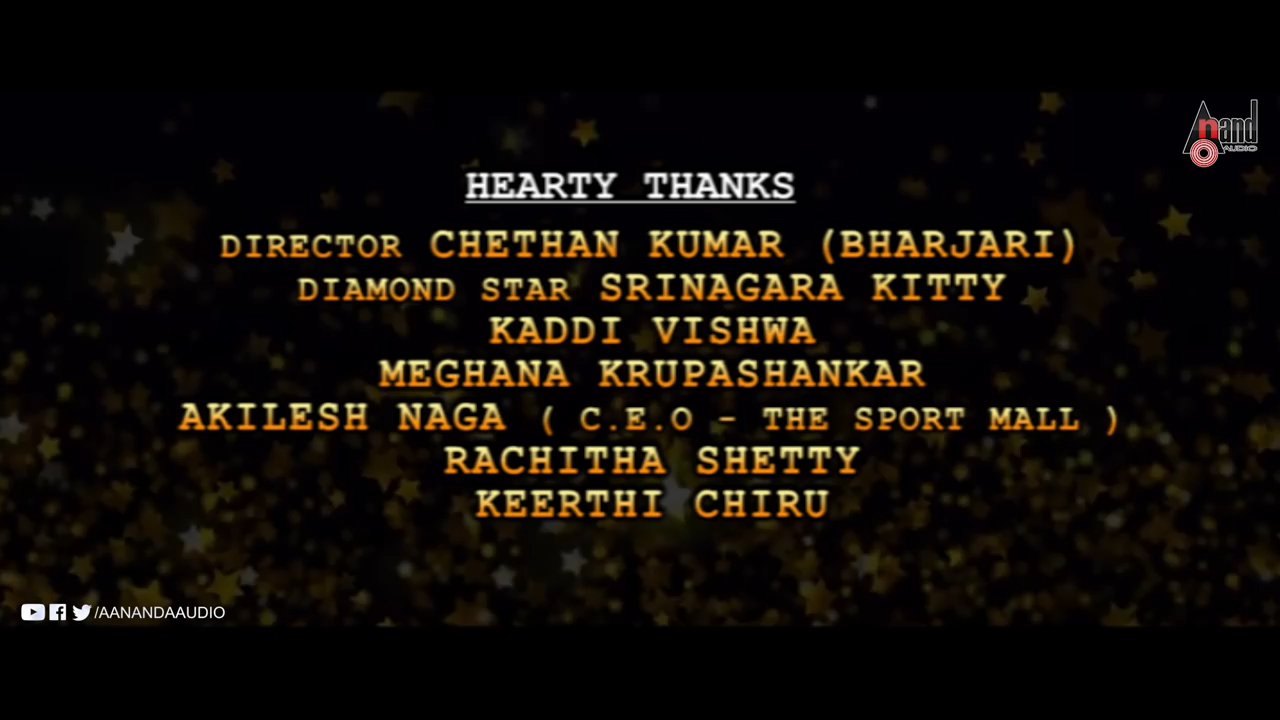 Anand
AUDIO
HEARTY THANKS
DIRECTOR CHETHAN KUMAR (BHARJARI)
DIAMOND STAR SRINAGARA KITTY
KADDI VISHWA
MEGHANA KRUPASHANKAR
AKILESH NAGA ( C.E.O - THE SPORT MALL )
RACHITHA SHETTY
KEERTHI CHIRU
/AANANDAAUDIO